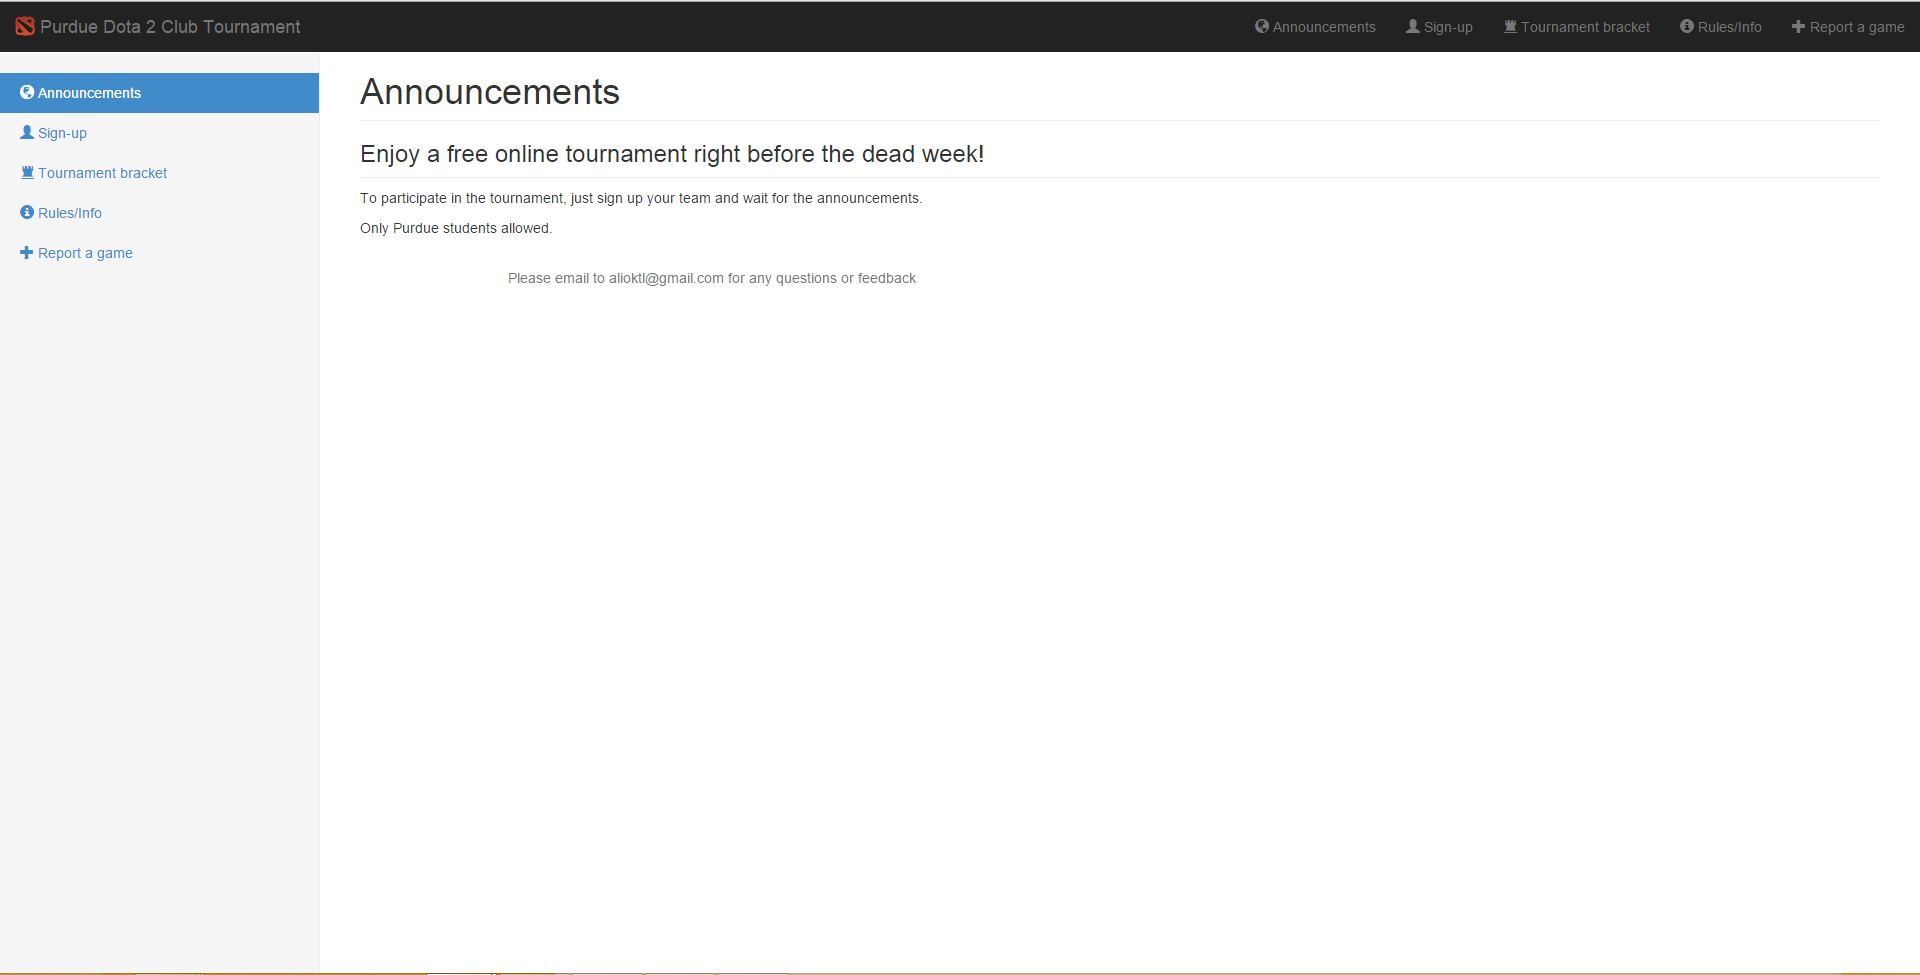 Purdue Dota 2 Club Tournament
Announcements
Sign-up
Tournament bracket
Rules/Info
Report a game
Announcements
Sign-up
Tournament bracket
Rules/Info
Report a game
Announcements
Enjoy a free online tournament right before the dead week!
To participate in the tournament, just sign up your team and wait for the announcements.
Only Purdue students allowed.
Please email to alioktl@gmail.com for any questions or feedback